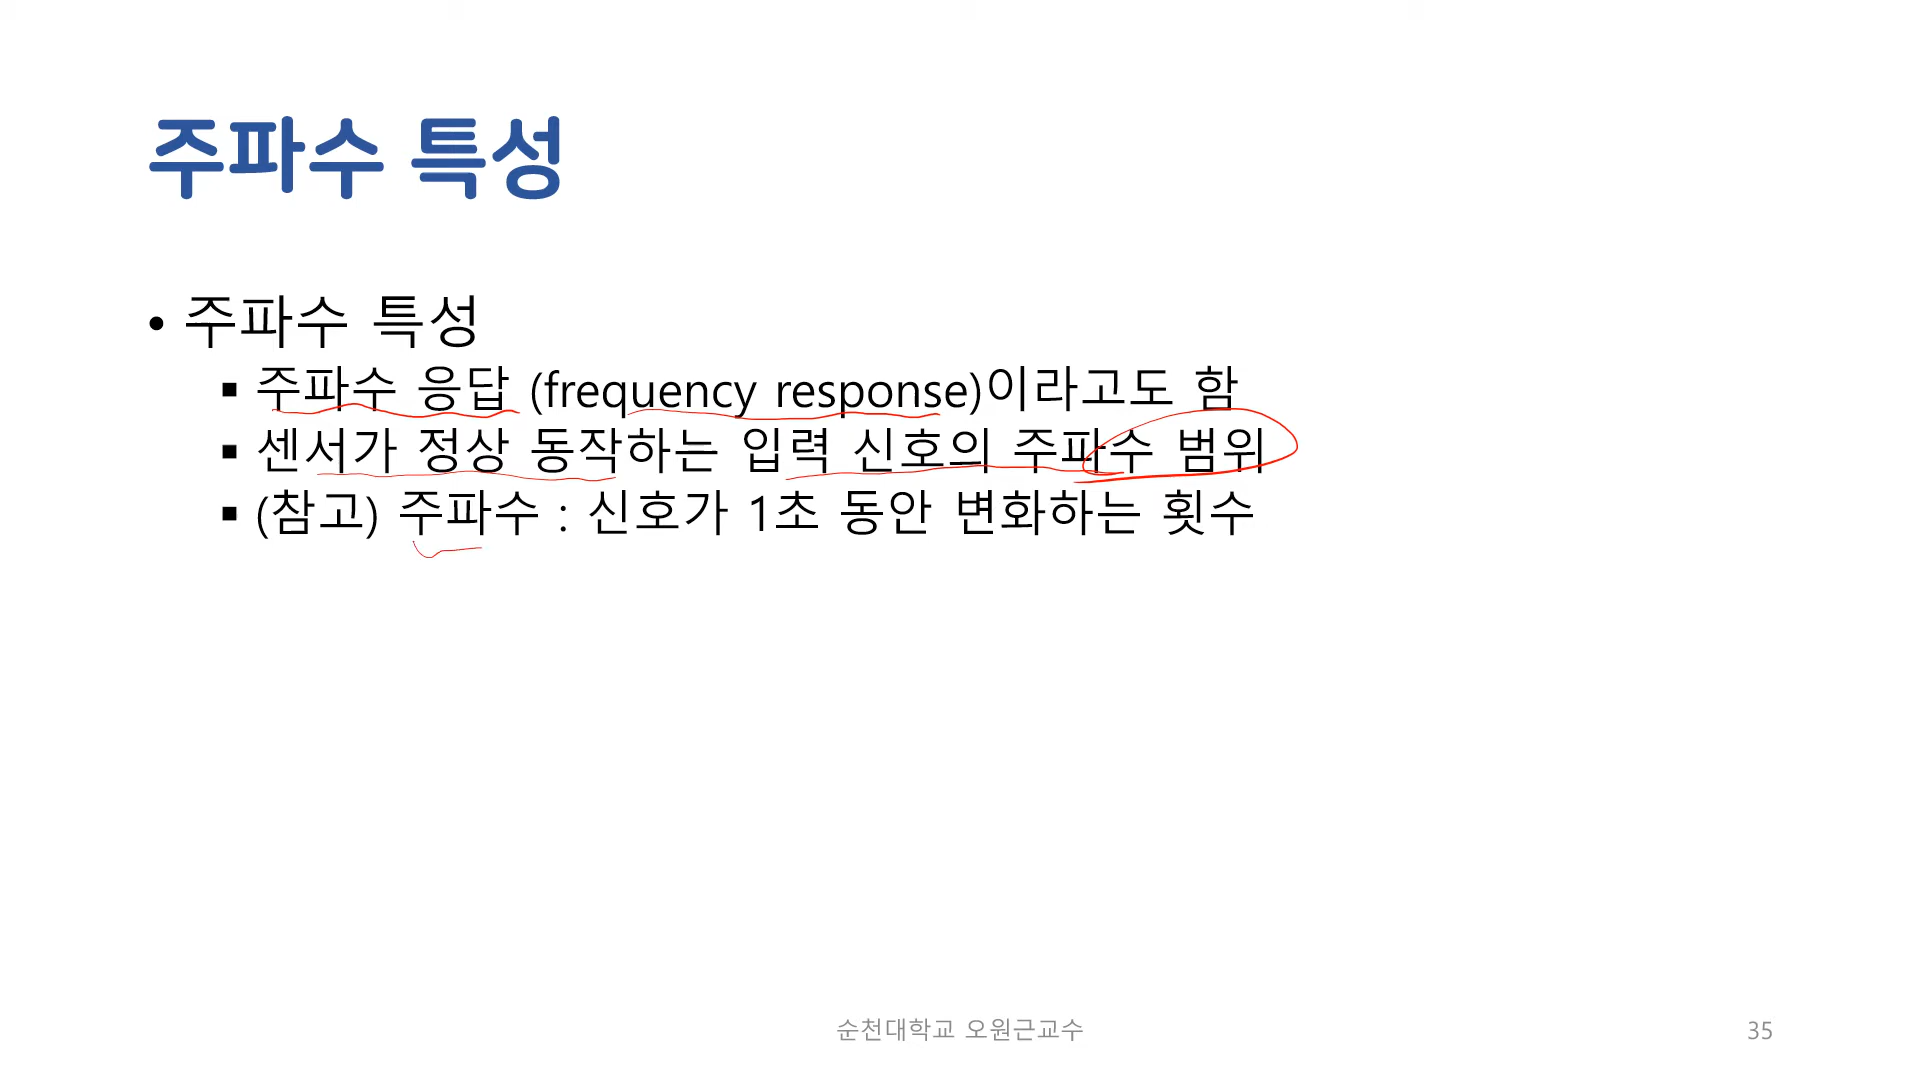 주파수 특성
• 주파수 특성
▪ 주파수 응답 (frequency response)이라고도 함
▪ 센서가 정상 동작하는 입력 신호의 주파수 범위
▪ (참고) 주파수 : 신호가 1초 동안 변화하는 횟수
순천대학교 오원근교수
35